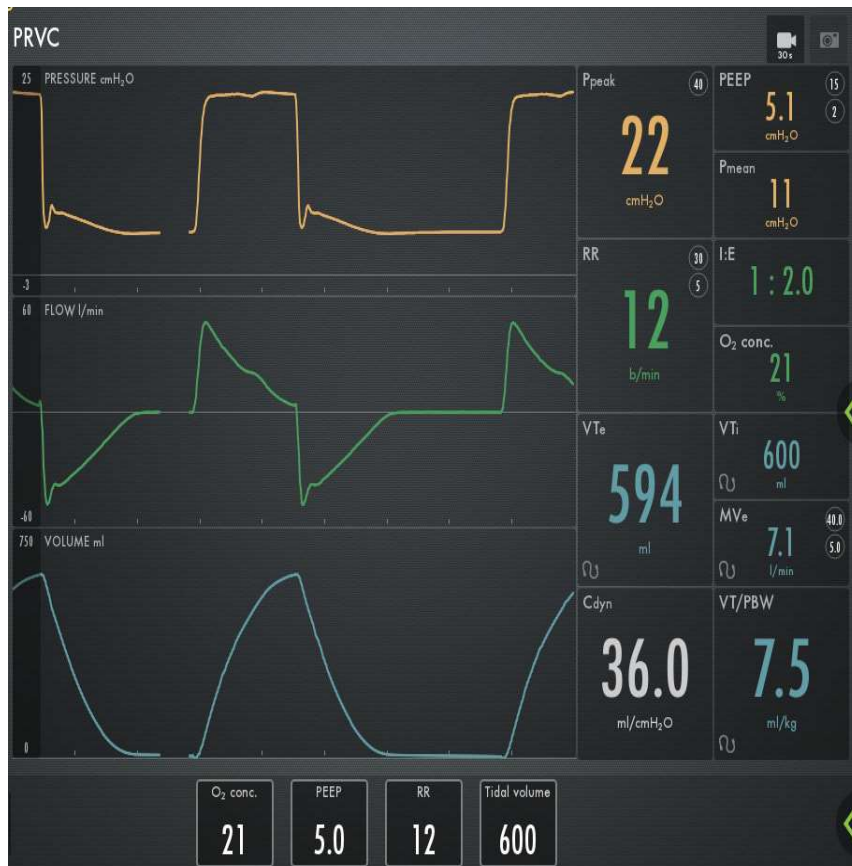 PRVC
30 s
25 PRESSURE cmH₂O
-3
60 FLOW l/min
-60
750 VOLUME ml
0
Ppeak 40
22
cmH₂O
PEEP 15
5.1 2
cmH₂O
Pmean
11
cmH₂O
RR 30
5
12
b/min
I:E
1 : 2.0
O₂ conc.
21
%
VTe
594
ml
VTi
600
ml
MVe 40.0
7.1 5.0
l/min
Cdyn
36.0
ml/cmH₂O
VT/PBW
7.5
ml/kg
O₂ conc. PEEP RR Tidal volume
21 5.0 12 600